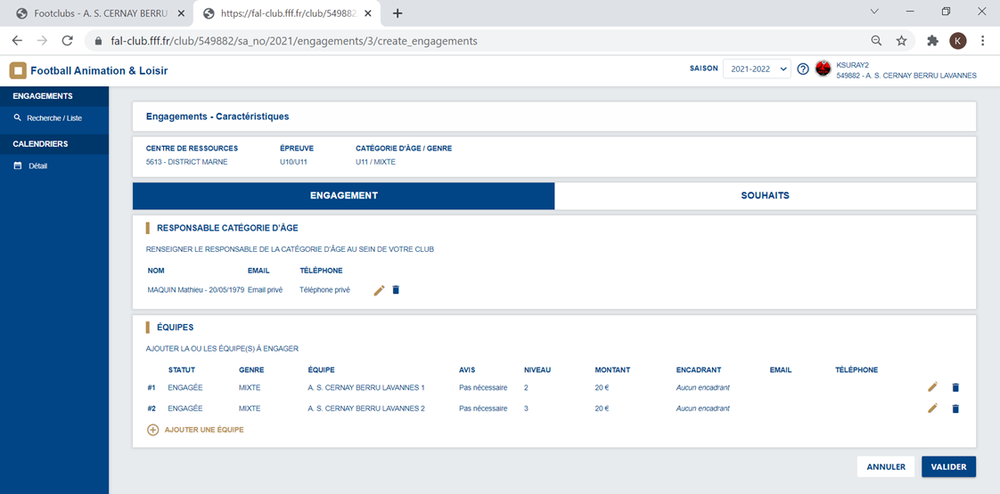 Footclubs - A. S. CERNAY BERRU
https://fal-club.fff.fr/club/549882
fal-club.fff.fr/club/549882/sa_no/2021/engagements/3/create_engagements
K
Football Animation & Loisir
SAISON
2021-2022
KSURAY2
549882 - A. S. CERNAY BERRU LAVANNES
ENGAGEMENTS
Recherche / Liste
CALENDRIERS
Détail
Engagements - Caractéristiques
CENTRE DE RESSOURCES ÉPREUVE CATÉGORIE D'ÂGE / GENRE
5613 - DISTRICT MARNE U10/U11 U11 / MIXTE
ENGAGEMENT SOUHAITS
RESPONSABLE CATÉGORIE D'ÂGE
RENSEIGNER LE RESPONSABLE DE LA CATÉGORIE D'ÂGE AU SEIN DE VOTRE CLUB
NOM EMAIL TÉLÉPHONE
MAQUIN Mathieu - 20/05/1979 Email privé Téléphone privé
ÉQUIPES
AJOUTER LA OU LES ÉQUIPE(S) À ENGAGER
STATUT GENRE ÉQUIPE AVIS NIVEAU MONTANT ENCADRANT EMAIL TÉLÉPHONE
#1 ENGAGÉE MIXTE A. S. CERNAY BERRU LAVANNES 1 Pas nécessaire 2 20 € Aucun encadrant
#2 ENGAGÉE MIXTE A. S. CERNAY BERRU LAVANNES 2 Pas nécessaire 3 20 € Aucun encadrant
AJOUTER UNE ÉQUIPE
ANNULER VALIDER